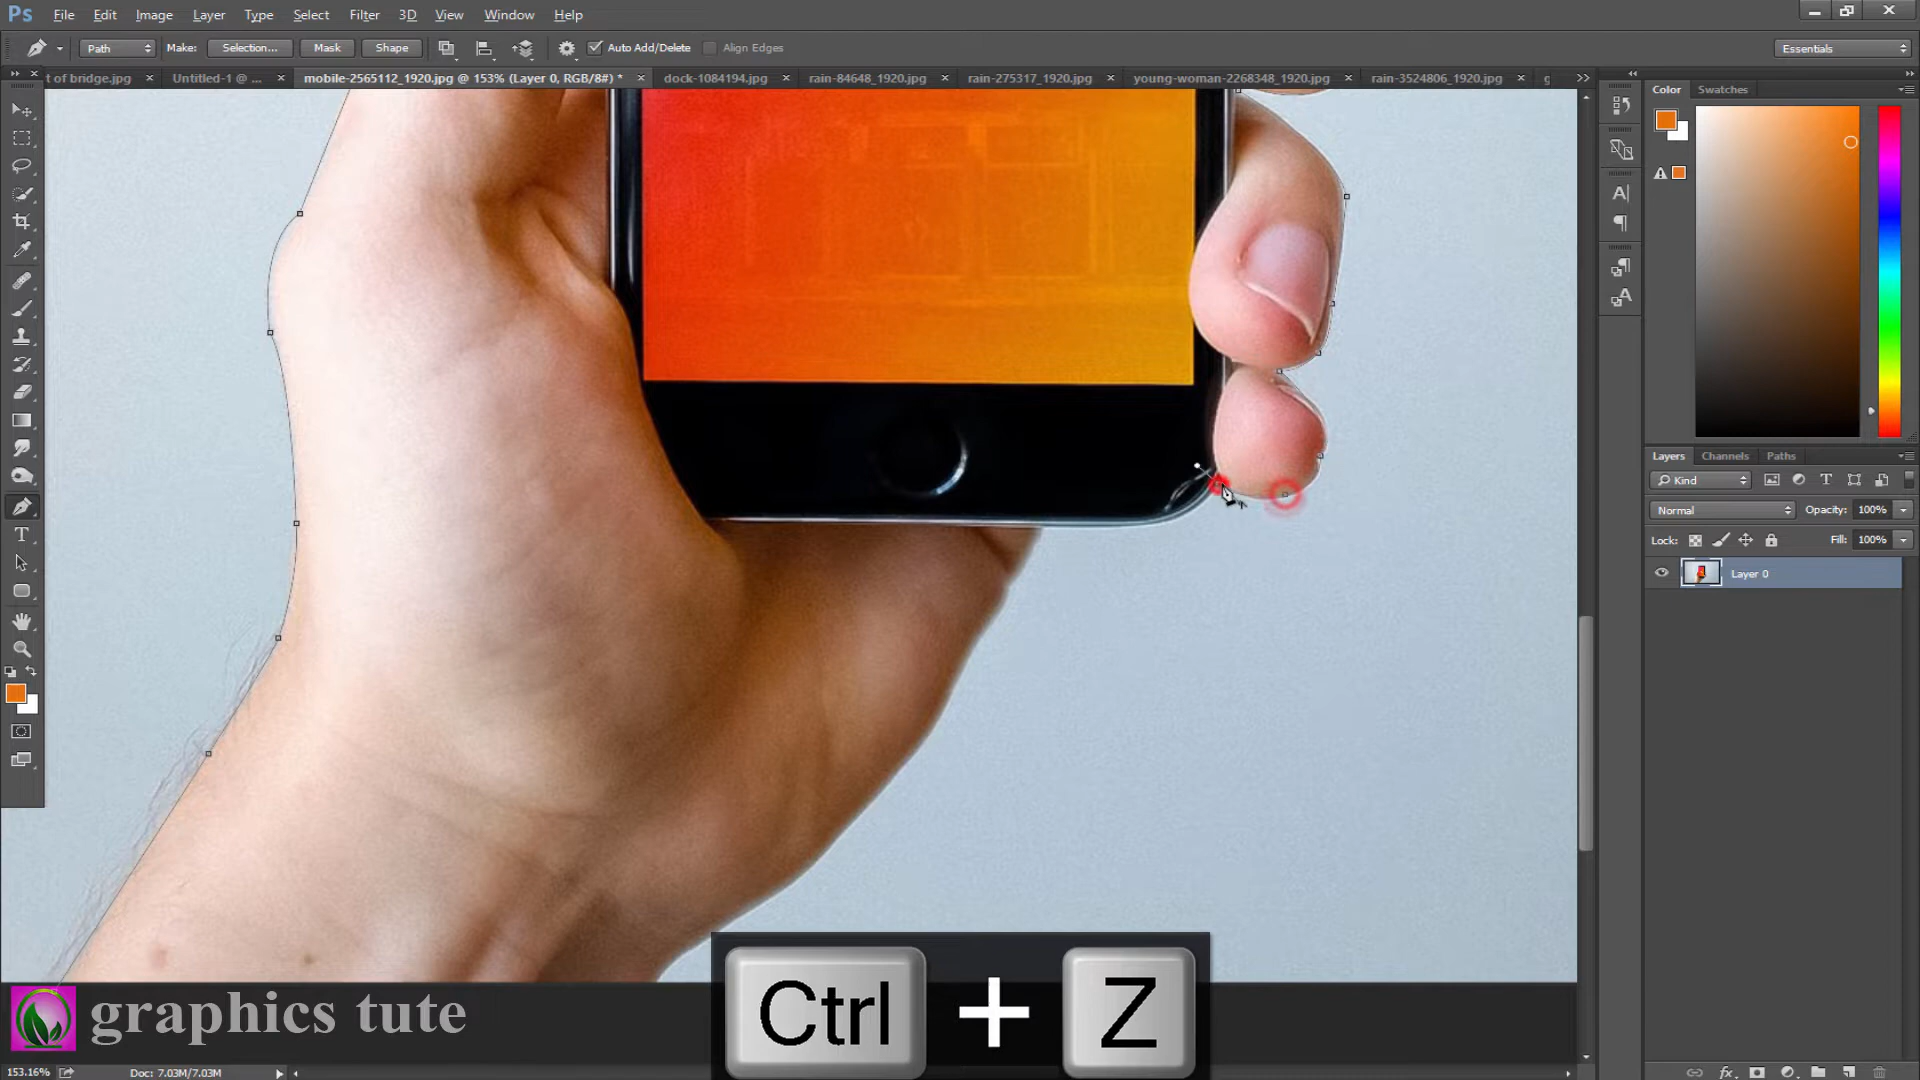 Ps File Edit Image Layer Type Select Filter 3D View Window Help
Path Make: Selection... Mask Shape Auto Add/Delete Align Edges Essentials
t of bridge.jpg Untitled-1 @ ... mobile-2565112_1920.jpg @ 153% (Layer 0, RGB/8#) * dock-1084194.jpg rain-84648_1920.jpg rain-275317_1920.jpg young-woman-2268348_1920.jpg rain-3524806_1920.jpg g
Color Swatches
Layers Channels Paths
Kind
Normal Opacity: 100%
Lock: Fill: 100%
Layer 0
graphics tute
Ctrl + Z
153.16% Doc: 7.03M/7.03M